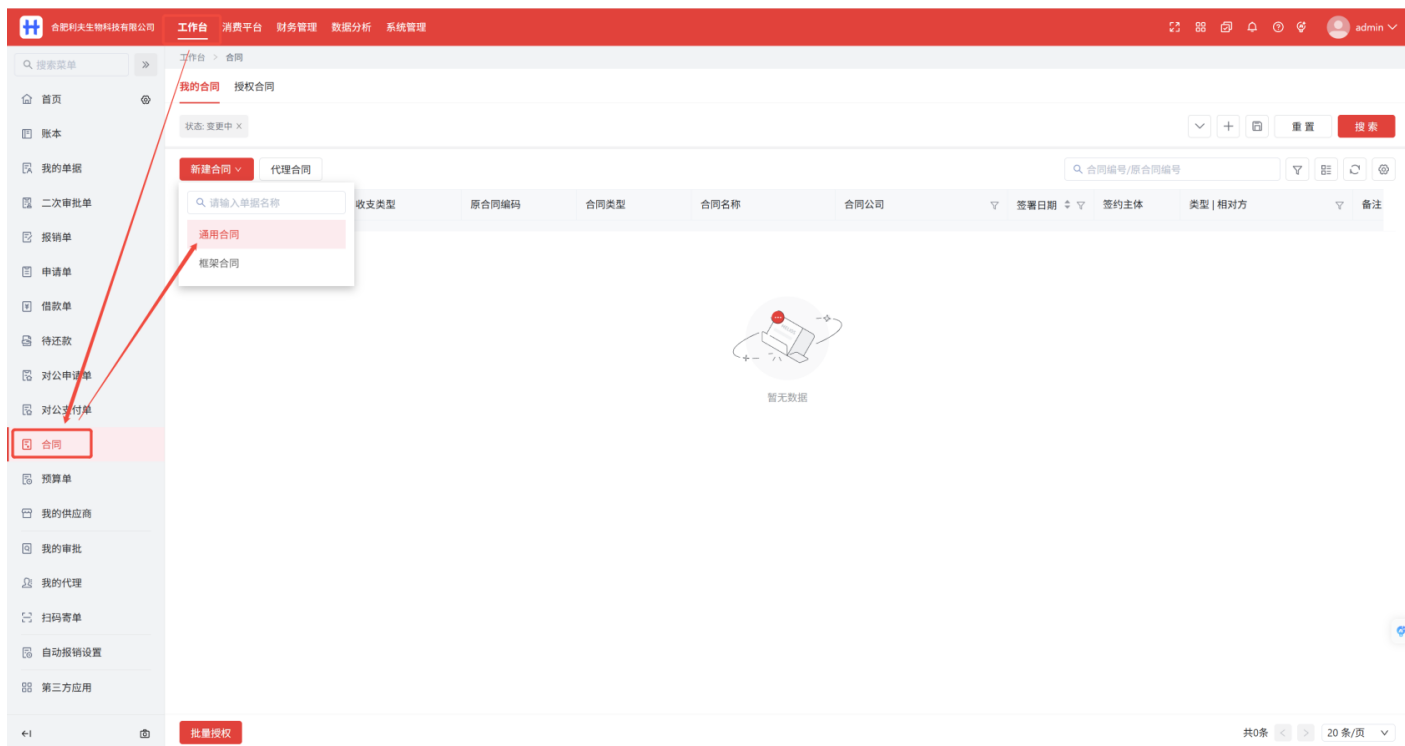 合肥利夫生物科技有限公司 工作台 消费平台 财务管理 数据分析 系统管理 admin
搜索菜单
工作台 > 合同
首页
我的合同 授权合同
账本
状态: 变更中 × 重置 搜索
我的单据
新建合同 代理合同 合同编号/原合同编号
二次审批单
请输入单据名称 收支类型 原合同编码 合同类型 合同名称 合同公司 签署日期 签约主体 类型 | 相对方 备注
报销单
通用合同
框架合同
申请单
借款单
待还款
对公申请单
暂无数据
对公支付单
合同
预算单
我的供应商
我的审批
我的代理
扫码寄单
自动报销设置
第三方应用
批量授权 共0条 < > 20 条/页